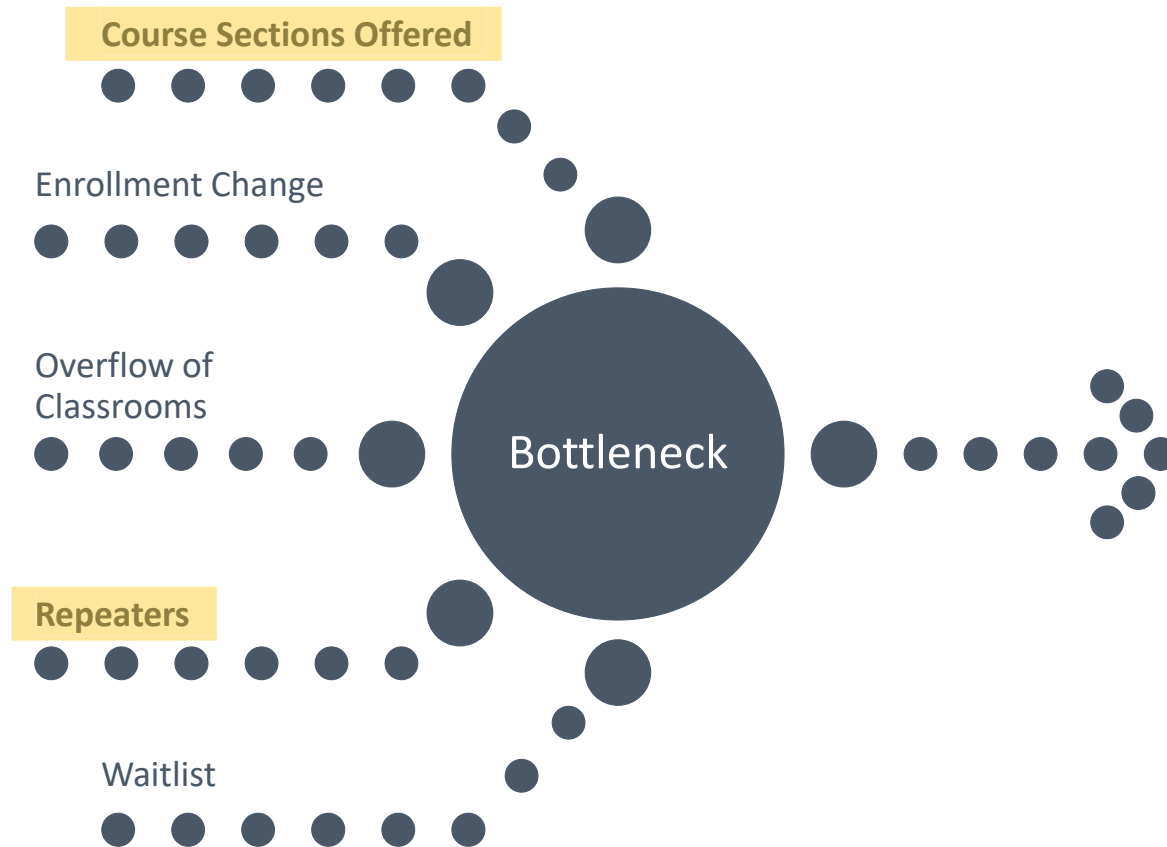 Course Sections Offered
Enrollment Change
Overflow of
Classrooms
Bottleneck
Repeaters
Waitlist